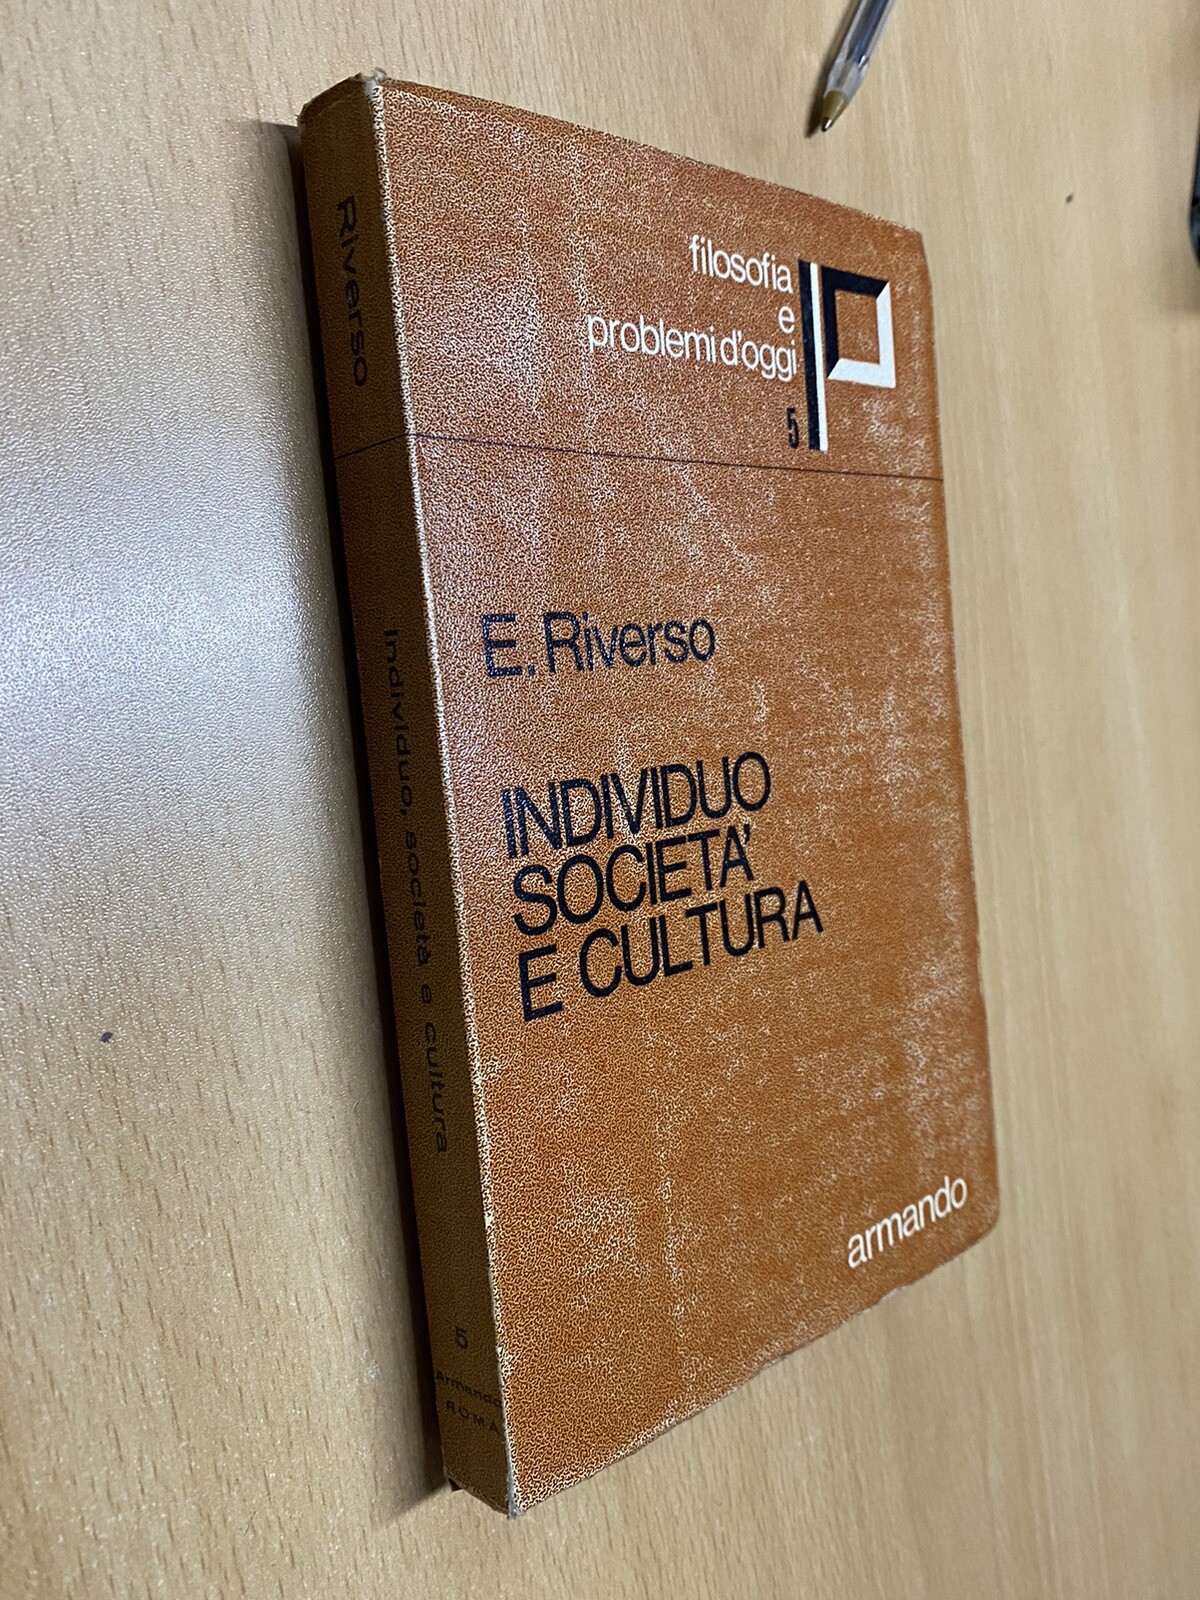 filosofia
e
problemi d'oggi
5
E. Riverso
INDIVIDUO
SOCIETA'
E CULTURA
armando
Riverso
Individuo, società e cultura
5
Armando
ROMA